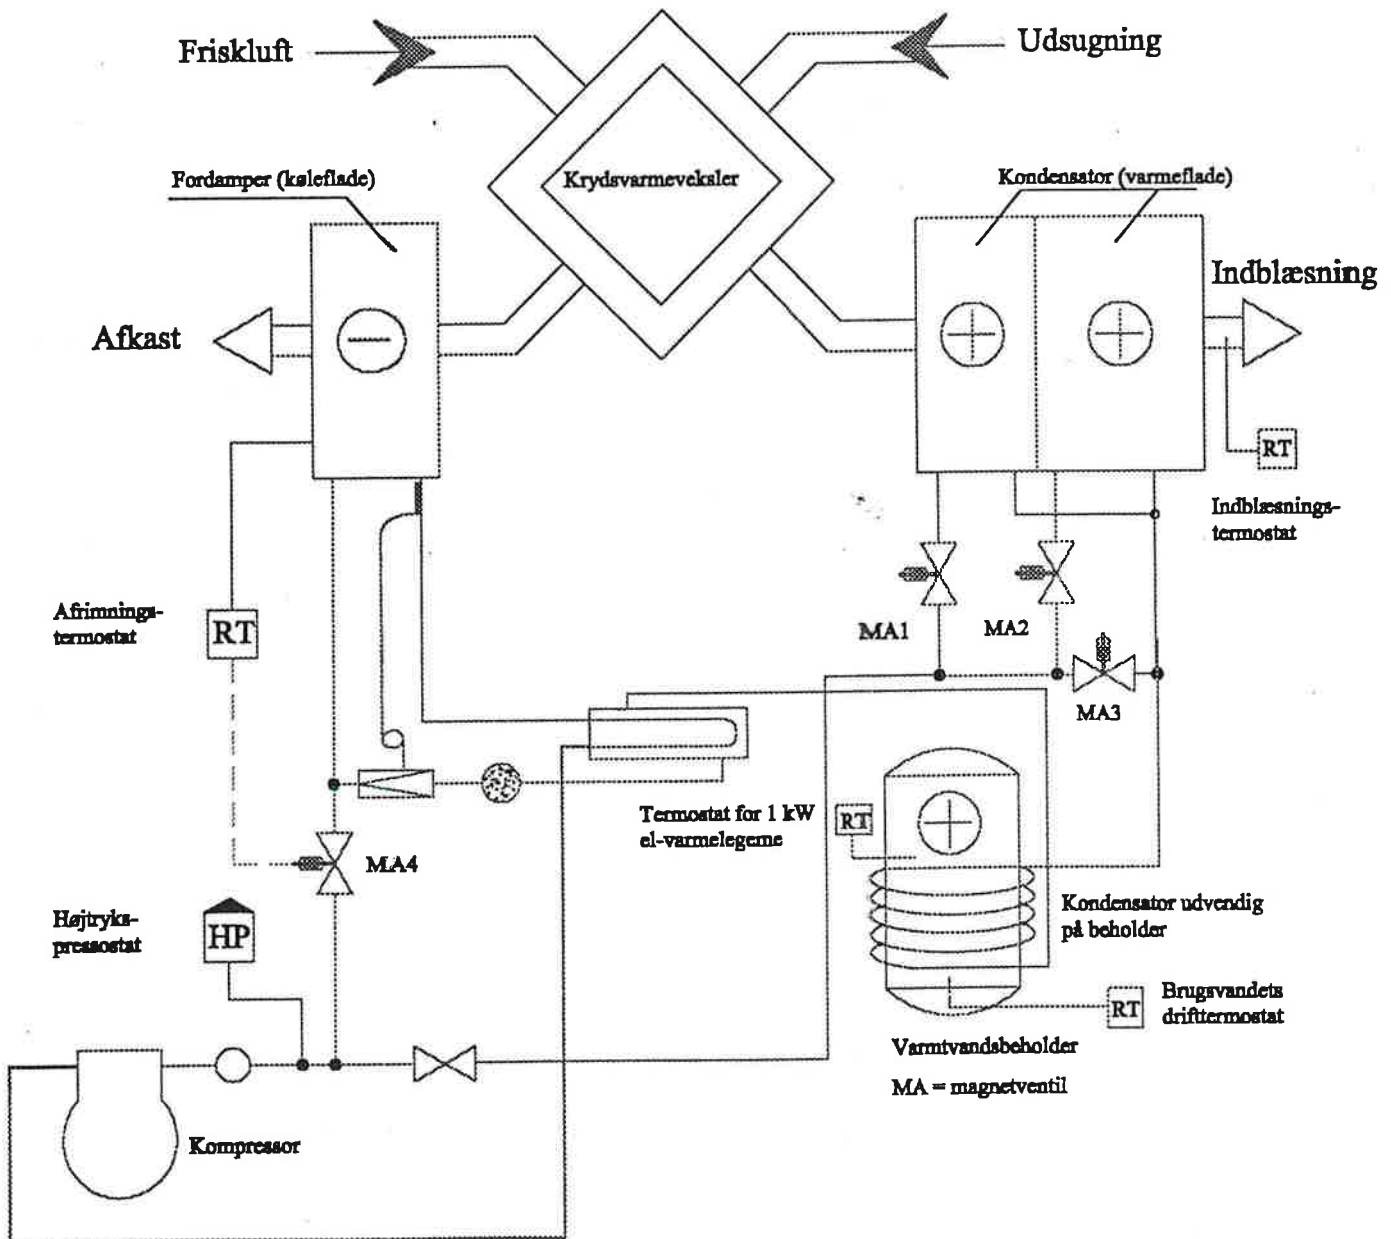 Friskluft
Udsugning
Fordamper (køleflade)
Krydsvarmeveksler
Kondensator (varmeflade)
Indblæsning
Afkast
RT
Indblæsnings-
termostat
Afrimnings-
termostat
RT
MA1
MA2
MA3
Termostat for 1 kW
el-varmelegeme
RT
MA4
Højtryks-
pressostat
HP
Kondensator udvendig
på beholder
RT
Brugsvandets
drifttermostat
Varmtvandsbeholder
MA = magnetventil
Kompressor